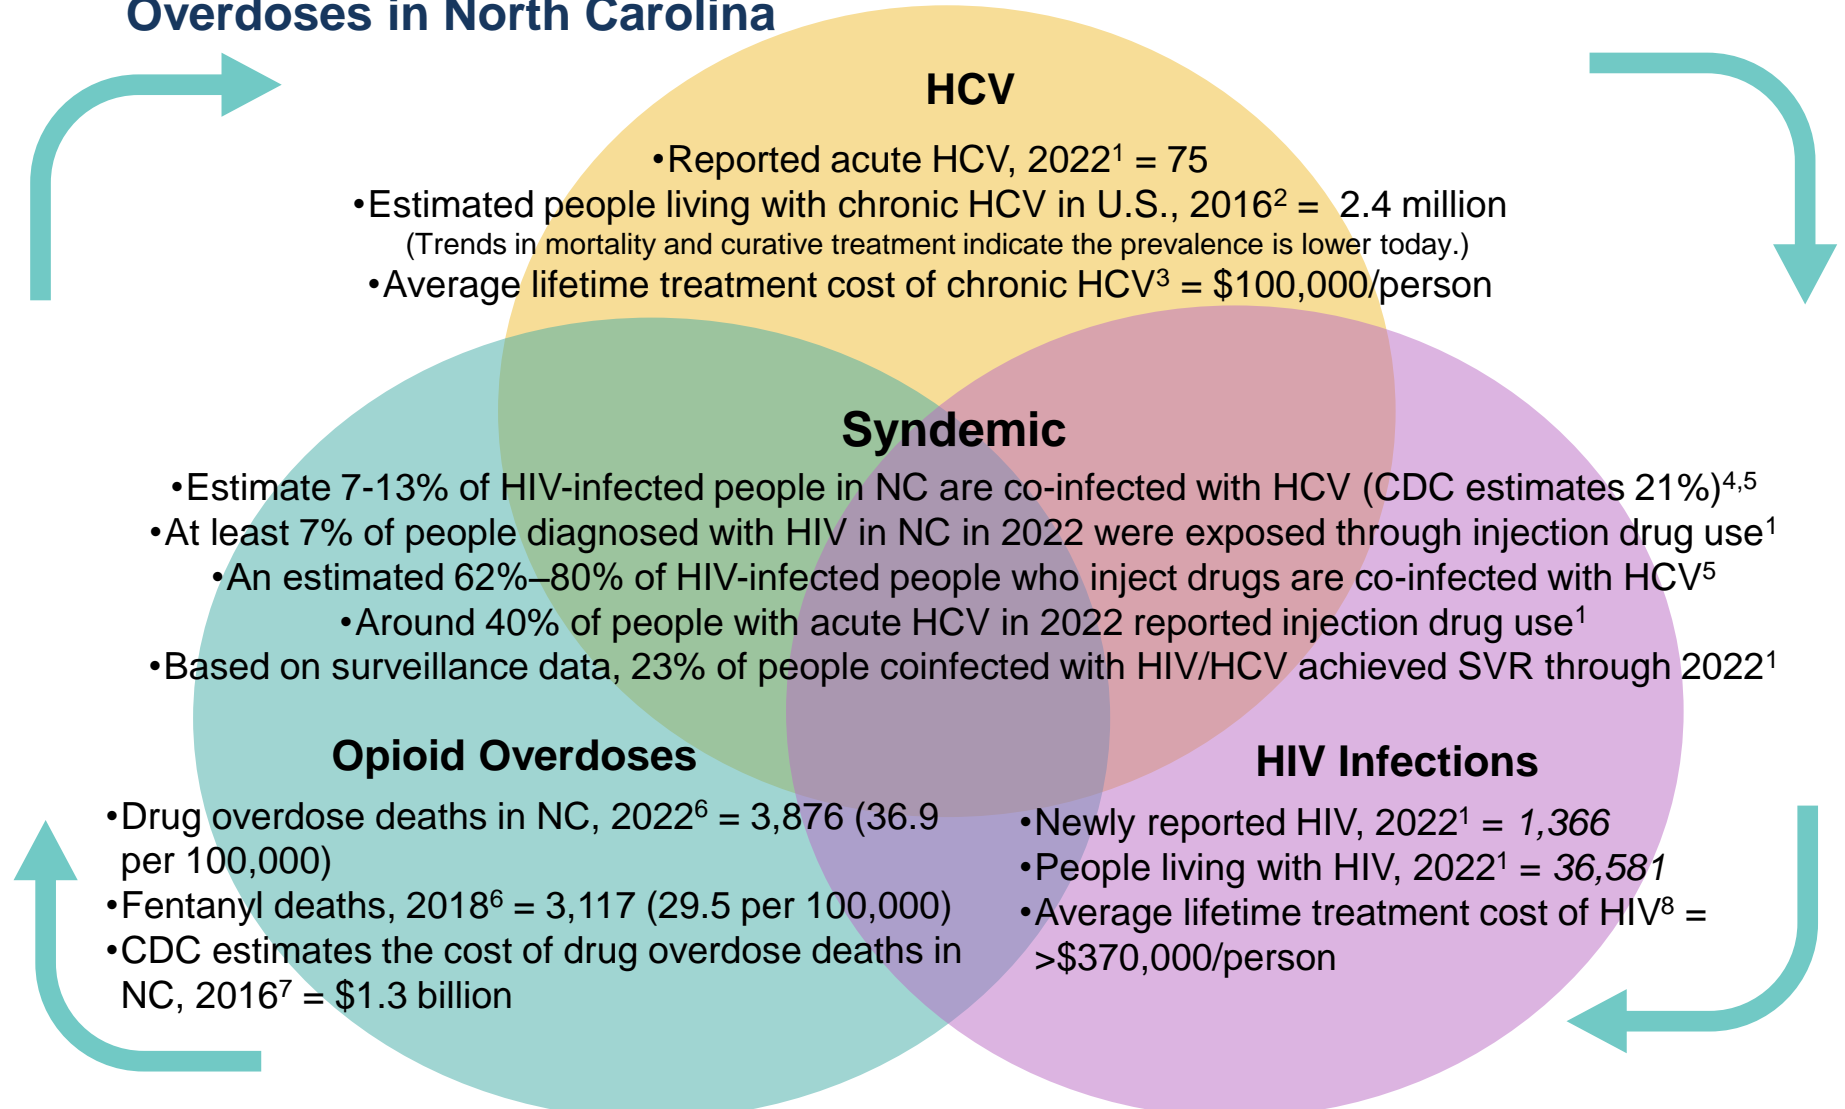 Overdoses in North Carolina
HCV
•Reported acute HCV, 2022¹ = 75
•Estimated people living with chronic HCV in U.S., 2016² = 2.4 million
(Trends in mortality and curative treatment indicate the prevalence is lower today.)
•Average lifetime treatment cost of chronic HCV³ = $100,000/person
Syndemic
•Estimate 7-13% of HIV-infected people in NC are co-infected with HCV (CDC estimates 21%)⁴,⁵
•At least 7% of people diagnosed with HIV in NC in 2022 were exposed through injection drug use¹
•An estimated 62%–80% of HIV-infected people who inject drugs are co-infected with HCV⁵
•Around 40% of people with acute HCV in 2022 reported injection drug use¹
•Based on surveillance data, 23% of people coinfected with HIV/HCV achieved SVR through 2022¹
Opioid Overdoses
•Drug overdose deaths in NC, 2022⁶ = 3,876 (36.9
per 100,000)
•Fentanyl deaths, 2018⁶ = 3,117 (29.5 per 100,000)
•CDC estimates the cost of drug overdose deaths in
NC, 2016⁷ = $1.3 billion
HIV Infections
•Newly reported HIV, 2022¹ = 1,366
•People living with HIV, 2022¹ = 36,581
•Average lifetime treatment cost of HIV⁸ =
>$370,000/person